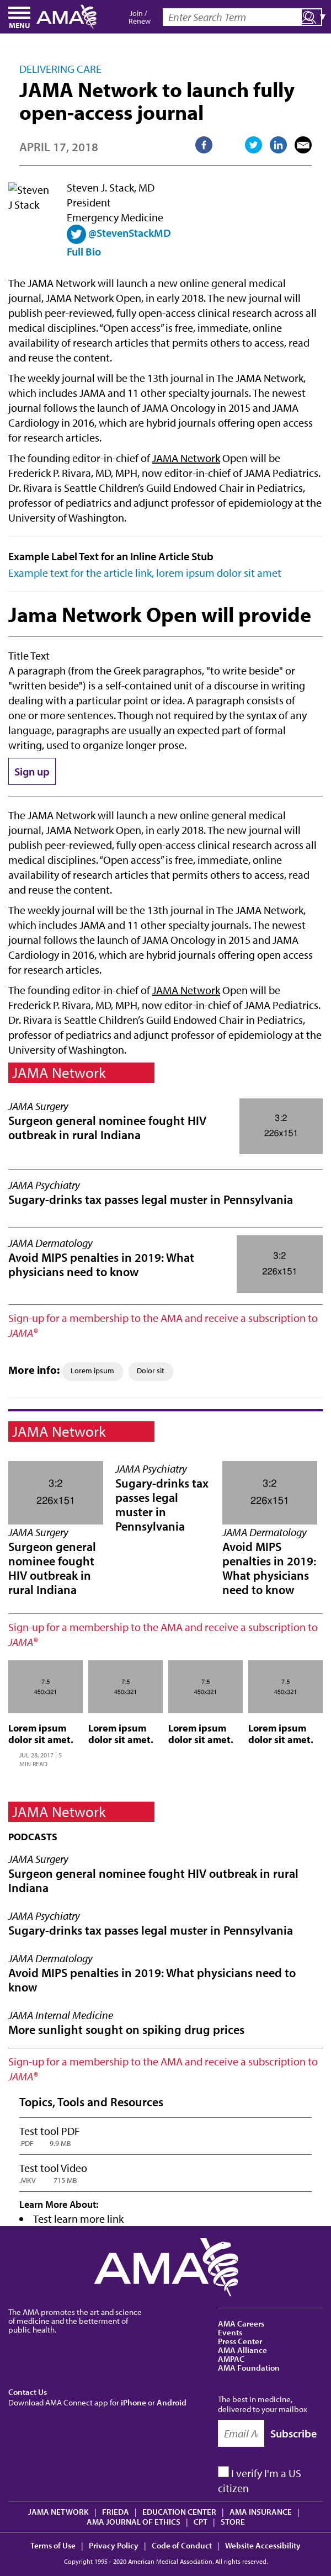 MENU
AMA
Join /
Renew
Enter Search Term
DELIVERING CARE
JAMA Network to launch fully
open-access journal
APRIL 17, 2018
Steven
J Stack
Steven J. Stack, MD
President
Emergency Medicine
@StevenStackMD
Full Bio
The JAMA Network will launch a new online general medical
journal, JAMA Network Open, in early 2018. The new journal will
publish peer-reviewed, fully open-access clinical research across all
medical disciplines. “Open access” is free, immediate, online
availability of research articles that permits others to access, read
and reuse the content.
The weekly journal will be the 13th journal in The JAMA Network,
which includes JAMA and 11 other specialty journals. The newest
journal follows the launch of JAMA Oncology in 2015 and JAMA
Cardiology in 2016, which are hybrid journals offering open access
for research articles.
The founding editor-in-chief of JAMA Network Open will be
Frederick P. Rivara, MD, MPH, now editor-in-chief of JAMA Pediatrics.
Dr. Rivara is Seattle Children’s Guild Endowed Chair in Pediatrics,
professor of pediatrics and adjunct professor of epidemiology at the
University of Washington.
Example Label Text for an Inline Article Stub
Example text for the article link, lorem ipsum dolor sit amet
Jama Network Open will provide
Title Text
A paragraph (from the Greek paragraphos, "to write beside" or
"written beside") is a self-contained unit of a discourse in writing
dealing with a particular point or idea. A paragraph consists of
one or more sentences. Though not required by the syntax of any
language, paragraphs are usually an expected part of formal
writing, used to organize longer prose.
Sign up
The JAMA Network will launch a new online general medical
journal, JAMA Network Open, in early 2018. The new journal will
publish peer-reviewed, fully open-access clinical research across all
medical disciplines. “Open access” is free, immediate, online
availability of research articles that permits others to access, read
and reuse the content.
The weekly journal will be the 13th journal in The JAMA Network,
which includes JAMA and 11 other specialty journals. The newest
journal follows the launch of JAMA Oncology in 2015 and JAMA
Cardiology in 2016, which are hybrid journals offering open access
for research articles.
The founding editor-in-chief of JAMA Network Open will be
Frederick P. Rivara, MD, MPH, now editor-in-chief of JAMA Pediatrics.
Dr. Rivara is Seattle Children’s Guild Endowed Chair in Pediatrics,
professor of pediatrics and adjunct professor of epidemiology at the
University of Washington.
JAMA Network
JAMA Surgery
Surgeon general nominee fought HIV
outbreak in rural Indiana
3:2
226x151
JAMA Psychiatry
Sugary-drinks tax passes legal muster in Pennsylvania
JAMA Dermatology
Avoid MIPS penalties in 2019: What
physicians need to know
3:2
226x151
Sign-up for a membership to the AMA and receive a subscription to
JAMA®
More info: Lorem ipsum Dolor sit
JAMA Network
3:2
226x151
JAMA Surgery
Surgeon general
nominee fought
HIV outbreak in
rural Indiana
JAMA Psychiatry
Sugary-drinks tax
passes legal
muster in
Pennsylvania
3:2
226x151
JAMA Dermatology
Avoid MIPS
penalties in 2019:
What physicians
need to know
Sign-up for a membership to the AMA and receive a subscription to
JAMA®
7:5
450x321
Lorem ipsum
dolor sit amet.
JUL 28, 2017 | 5
MIN READ
7:5
450x321
Lorem ipsum
dolor sit amet.
7:5
450x321
Lorem ipsum
dolor sit amet.
7:5
450x321
Lorem ipsum
dolor sit amet.
JAMA Network
PODCASTS
JAMA Surgery
Surgeon general nominee fought HIV outbreak in rural
Indiana
JAMA Psychiatry
Sugary-drinks tax passes legal muster in Pennsylvania
JAMA Dermatology
Avoid MIPS penalties in 2019: What physicians need to
know
JAMA Internal Medicine
More sunlight sought on spiking drug prices
Sign-up for a membership to the AMA and receive a subscription to
JAMA®
Topics, Tools and Resources
Test tool PDF
.PDF 9.9 MB
Test tool Video
.MKV 715 MB
Learn More About:
• Test learn more link
AMA
The AMA promotes the art and science
of medicine and the betterment of
public health.
AMA Careers
Events
Press Center
AMA Alliance
AMPAC
AMA Foundation
Contact Us
Download AMA Connect app for iPhone or Android
The best in medicine,
delivered to your mailbox
Email A
Subscribe
I verify I'm a US
citizen
JAMA NETWORK | FRIEDA | EDUCATION CENTER | AMA INSURANCE |
AMA JOURNAL OF ETHICS | CPT | STORE
Terms of Use | Privacy Policy | Code of Conduct | Website Accessibility
Copyright 1995 - 2020 American Medical Association. All rights reserved.